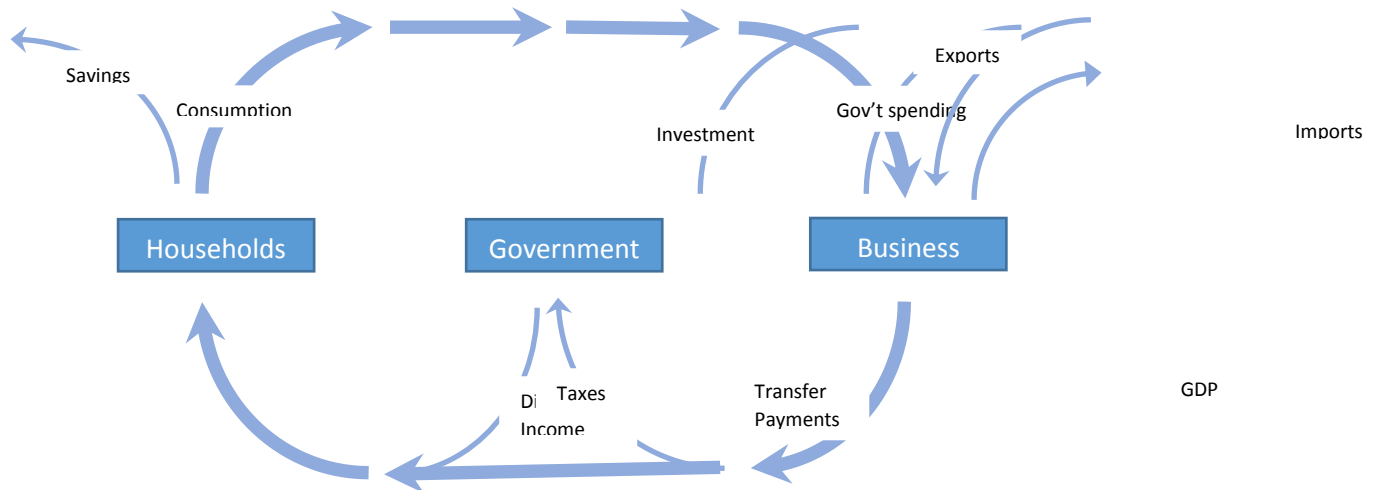 Exports
Savings
Consumption
Gov't spending
Investment
Imports
Households
Government
Business
Taxes
Income
Transfer
Payments
GDP